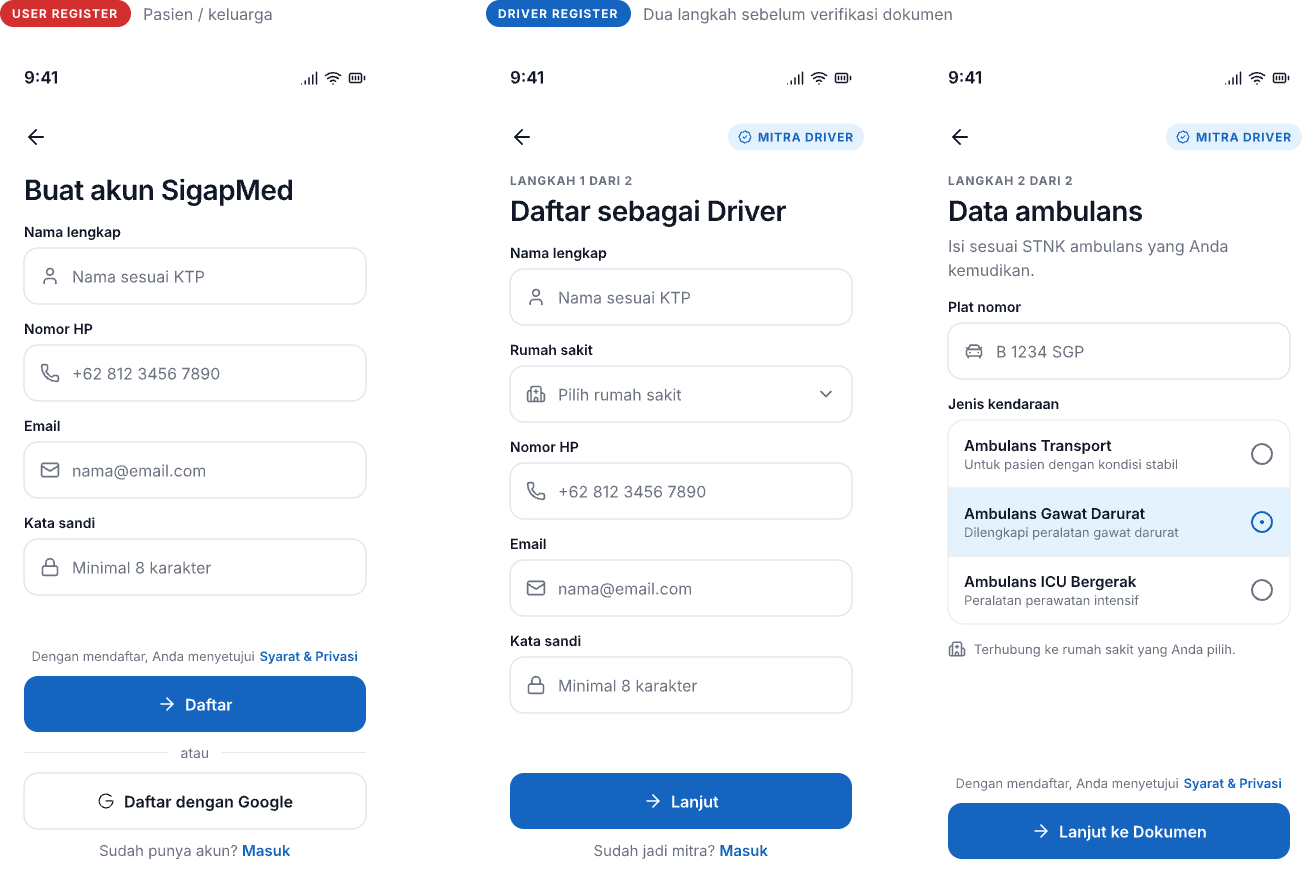 USER REGISTER
Pasien / keluarga
9:41
Buat akun SigapMed
Nama lengkap
Nama sesuai KTP
Nomor HP
+62 812 3456 7890
Email
nama@email.com
Kata sandi
Minimal 8 karakter
Dengan mendaftar, Anda menyetujui Syarat & Privasi
Daftar
atau
Daftar dengan Google
Sudah punya akun? Masuk
DRIVER REGISTER
Dua langkah sebelum verifikasi dokumen
9:41
MITRA DRIVER
LANGKAH 1 DARI 2
Daftar sebagai Driver
Nama lengkap
Nama sesuai KTP
Rumah sakit
Pilih rumah sakit
Nomor HP
+62 812 3456 7890
Email
nama@email.com
Kata sandi
Minimal 8 karakter
Lanjut
Sudah jadi mitra? Masuk
9:41
MITRA DRIVER
LANGKAH 2 DARI 2
Data ambulans
Isi sesuai STNK ambulans yang Anda
kemudikan.
Plat nomor
B 1234 SGP
Jenis kendaraan
Ambulans Transport
Untuk pasien dengan kondisi stabil
Ambulans Gawat Darurat
Dilengkapi peralatan gawat darurat
Ambulans ICU Bergerak
Peralatan perawatan intensif
Terhubung ke rumah sakit yang Anda pilih.
Dengan mendaftar, Anda menyetujui Syarat & Privasi
Lanjut ke Dokumen